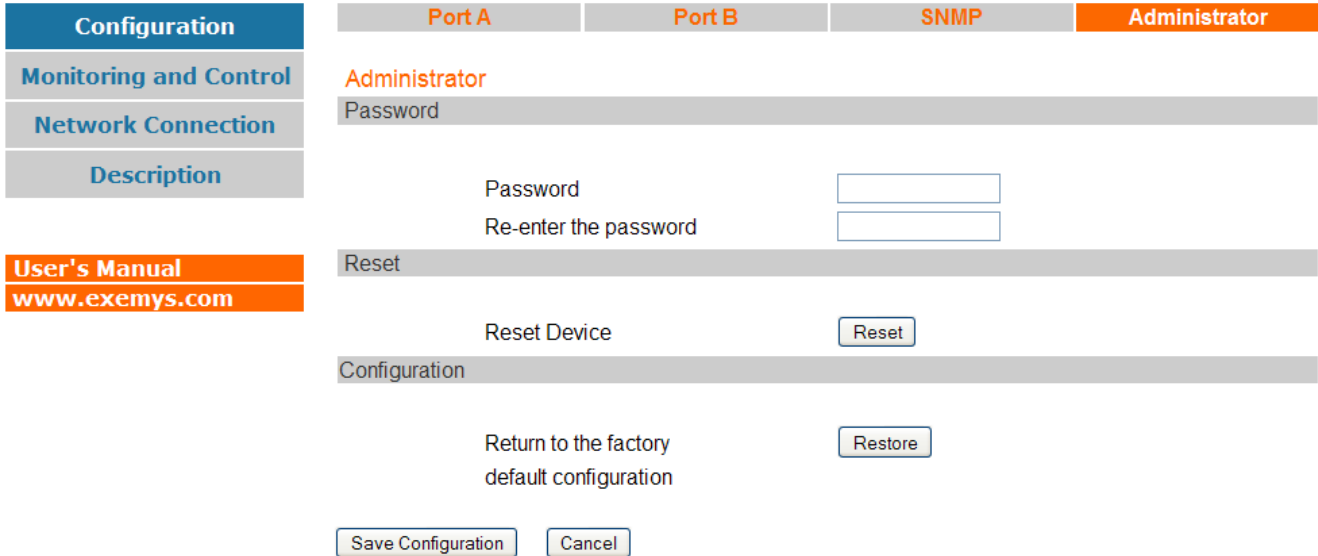 Configuration
Monitoring and Control
Network Connection
Description
User's Manual
www.exemys.com
Port A
Port B
SNMP
Administrator
Administrator
Password
Password
Re-enter the password
Reset
Reset Device
Reset
Configuration
Return to the factory
default configuration
Restore
Save Configuration
Cancel